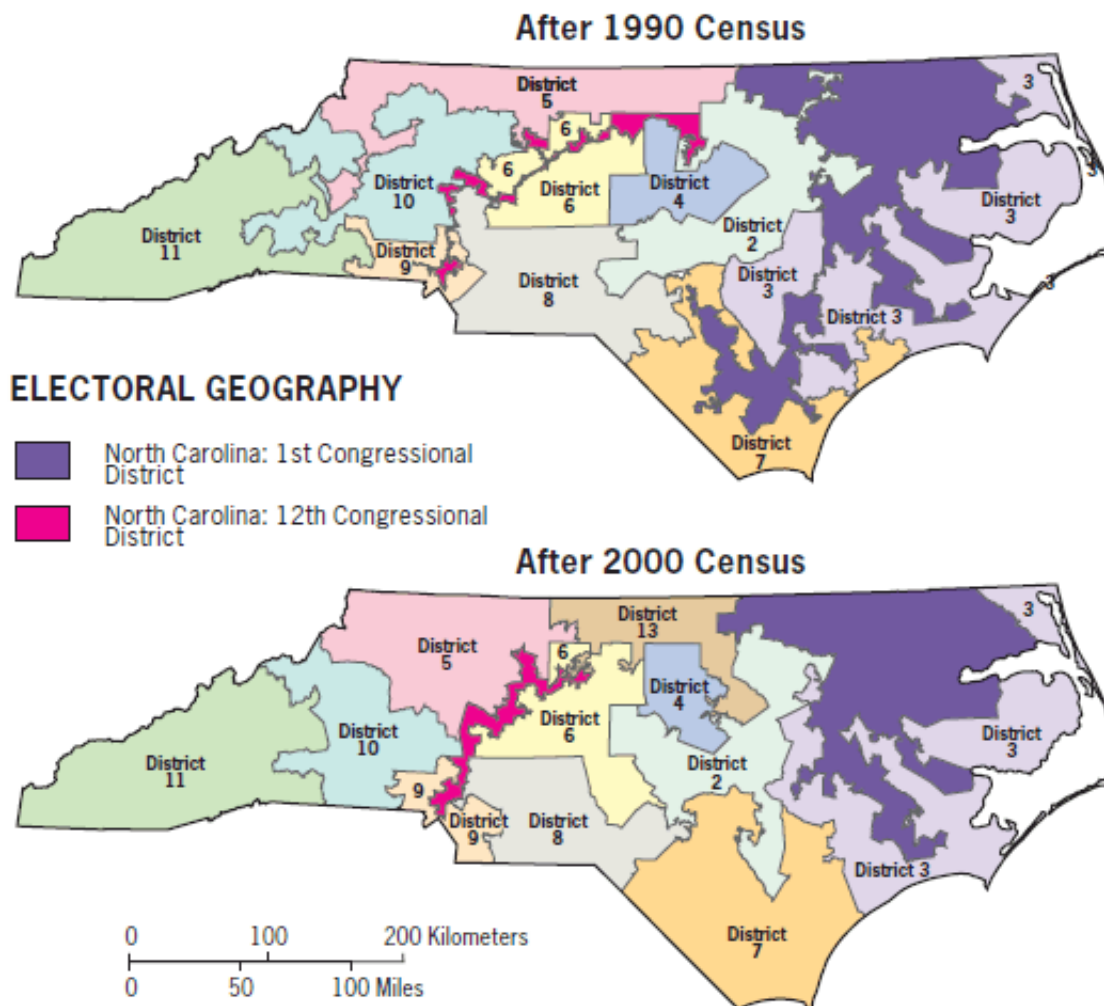 After 1990 Census
District
5
3
6
6
District
10
District
6
District
4
3
District
3
District
11
District
2
District
9
District
8
District
3
3
District 3
District
7
ELECTORAL GEOGRAPHY
North Carolina: 1st Congressional
District
North Carolina: 12th Congressional
District
After 2000 Census
District
13
3
District
5
6
District
4
District
6
District
3
District
10
District
11
District
2
9
District
9
District
8
District 3
District
7
0 100 200 Kilometers
0 50 100 Miles